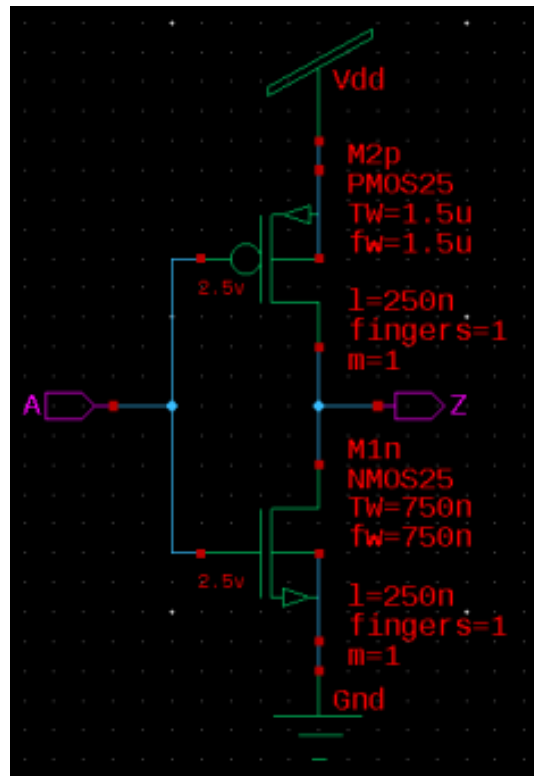 Vdd
M2p
PMOS25
TW=1.5u
fw=1.5u
2.5v
l=250n
fingers=1
m=1
A
Z
M1n
NMOS25
TW=750n
fw=750n
2.5v
l=250n
fingers=1
m=1
Gnd